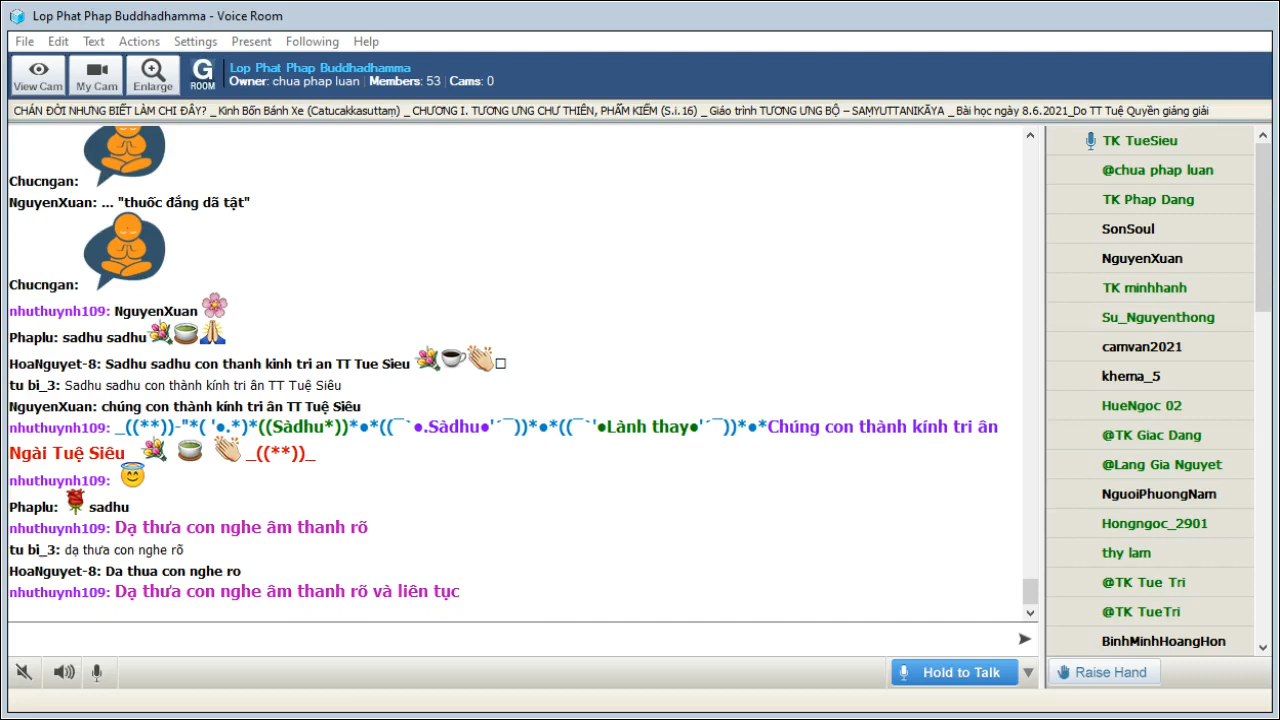 Lop Phat Phap Buddhadhamma - Voice Room
File Edit Text Actions Settings Present Following Help
View Cam My Cam Enlarge G ROOM
Lop Phat Phap Buddhadhamma
Owner: chua phap luan Members: 53 Cams: 0
CHÁN ĐỜI NHƯNG BIẾT LÀM CHI ĐÂY? _ Kinh Bốn Bánh Xe (Catucakkasuttaṃ) _ CHƯƠNG I. TƯƠNG ƯNG CHƯ THIÊN, PHẨM KIẾM (S.i.16) _ Giáo trình TƯƠNG ƯNG BỘ – SAṂYUTTANIKĀYA _ Bài học ngày 8.6.2021_Do TT Tuệ Quyền giảng giải
Chucngan:
NguyenXuan: ... "thuốc đắng dã tật"
Chucngan:
nhuthuynh109: NguyenXuan
Phaplu: sadhu sadhu
HoaNguyet-8: Sadhu sadhu con thanh kinh tri an TT Tue Sieu
tu bi_3: Sadhu sadhu con thành kính tri ân TT Tuệ Siêu
NguyenXuan: chúng con thành kính tri ân TT Tuệ Siêu
nhuthuynh109: _((**))-"*( '●.*)*((Sàdhu*))*●*((¯`●.Sàdhu●'´¯))*●*((¯`'●Lành thay●'´¯))*●*Chúng con thành kính tri ân
Ngài Tuệ Siêu _((**))_
nhuthuynh109:
Phaplu: sadhu
nhuthuynh109: Dạ thưa con nghe âm thanh rõ
tu bi_3: dạ thưa con nghe rõ
HoaNguyet-8: Da thua con nghe ro
nhuthuynh109: Dạ thưa con nghe âm thanh rõ và liên tục
Hold to Talk
TK TueSieu
@chua phap luan
TK Phap Dang
SonSoul
NguyenXuan
TK minhhanh
Su_Nguyenthong
camvan2021
khema_5
HueNgoc 02
@TK Giac Dang
@Lang Gia Nguyet
NguoiPhuongNam
Hongngoc_2901
thy lam
@TK Tue Tri
@TK TueTri
BinhMinhHoangHon
Raise Hand